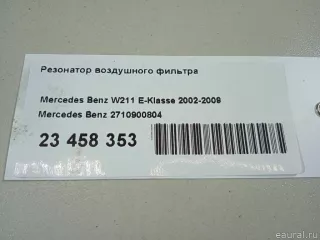 Резонатор воздушного фильтра
Mercedes Benz W211 E-Klasse 2002-2009
Mercedes Benz 2710900804
23 458 353
eaural.ru